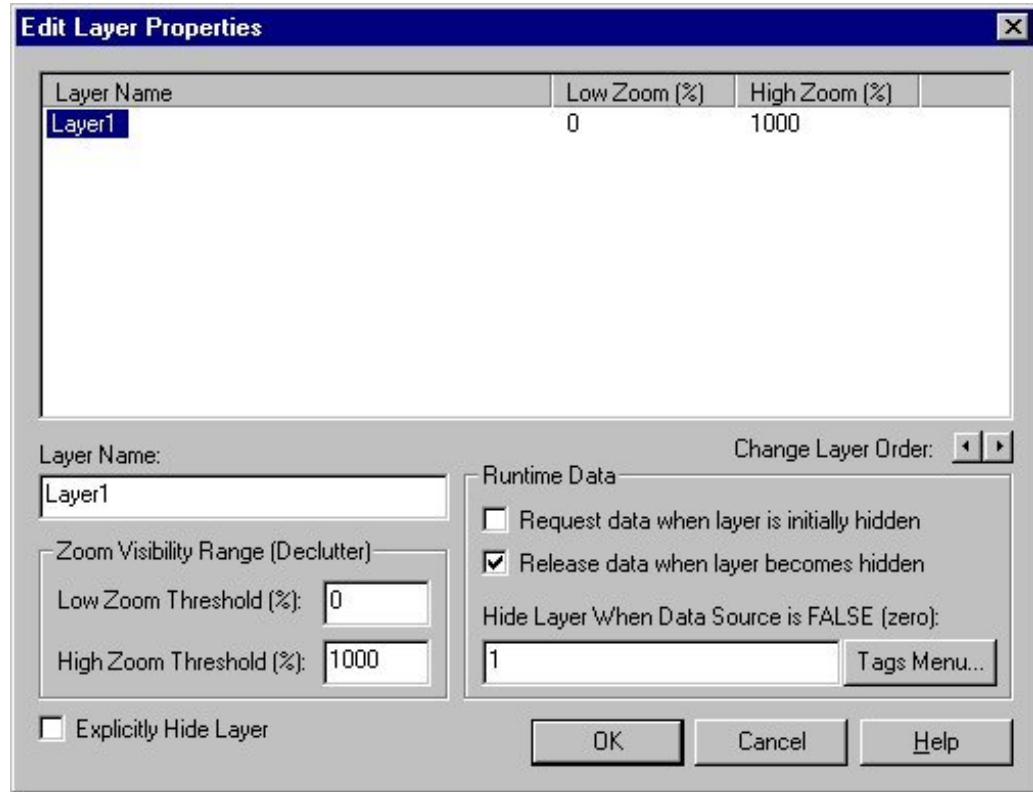 Edit Layer Properties
Layer Name Low Zoom (%) High Zoom (%)
Layer1 0 1000
Change Layer Order:
Layer Name:
Layer1
Runtime Data
Request data when layer is initially hidden
Release data when layer becomes hidden
Zoom Visibility Range (Declutter)
Low Zoom Threshold (%): 0
High Zoom Threshold (%): 1000
Hide Layer When Data Source is FALSE (zero):
1 Tags Menu...
Explicitly Hide Layer
OK Cancel Help